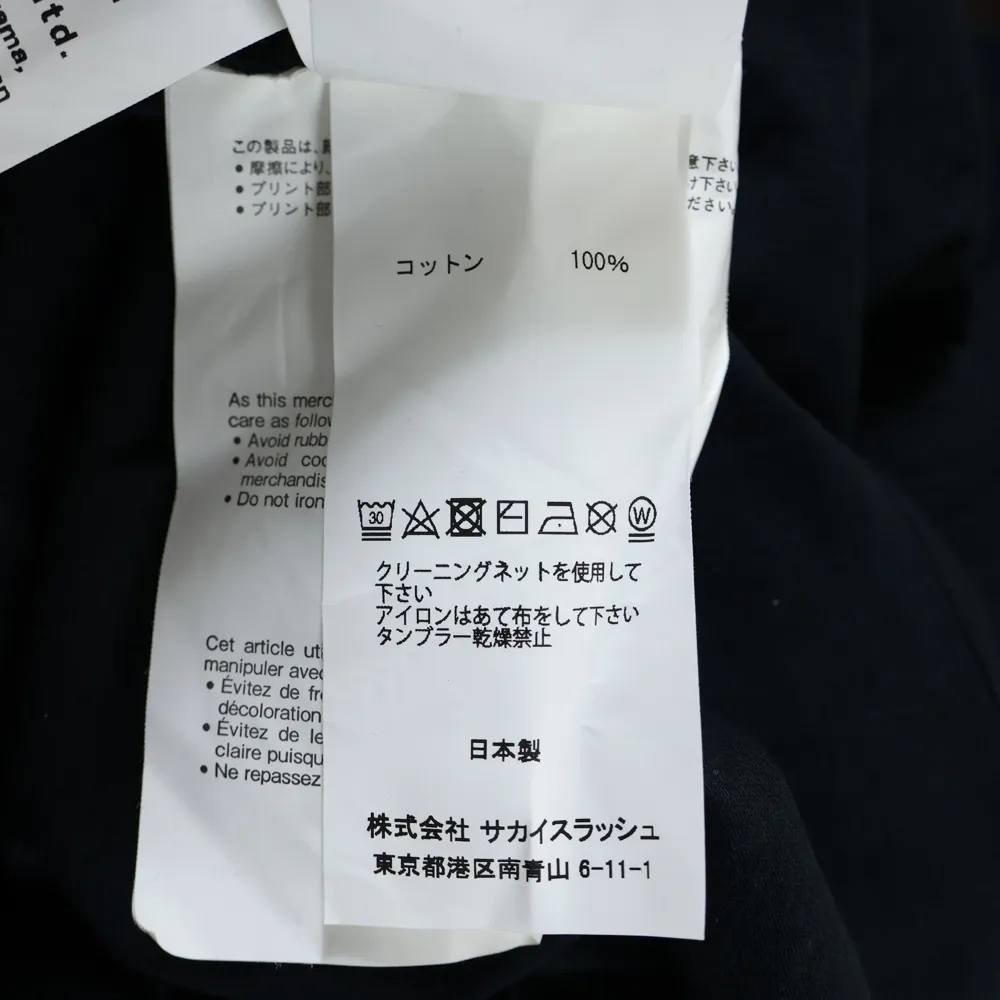 td.
ama,
この製品は、
• 摩擦により、
• プリント部
• プリント部
意下さい
け下さい
ださい。
コットン 100%
As this merc
care as follow
• Avoid rubb
• Avoid coo
merchandis
• Do not iron
30
W
クリーニングネットを使用して
下さい
アイロンはあて布をして下さい
タンブラー乾燥禁止
Cet article uti
manipuler avec
• Évitez de fr
décoloration
• Évitez de le
claire puisqu
• Ne repassez
日本製
株式会社 サカイスラッシュ
東京都港区南青山 6-11-1